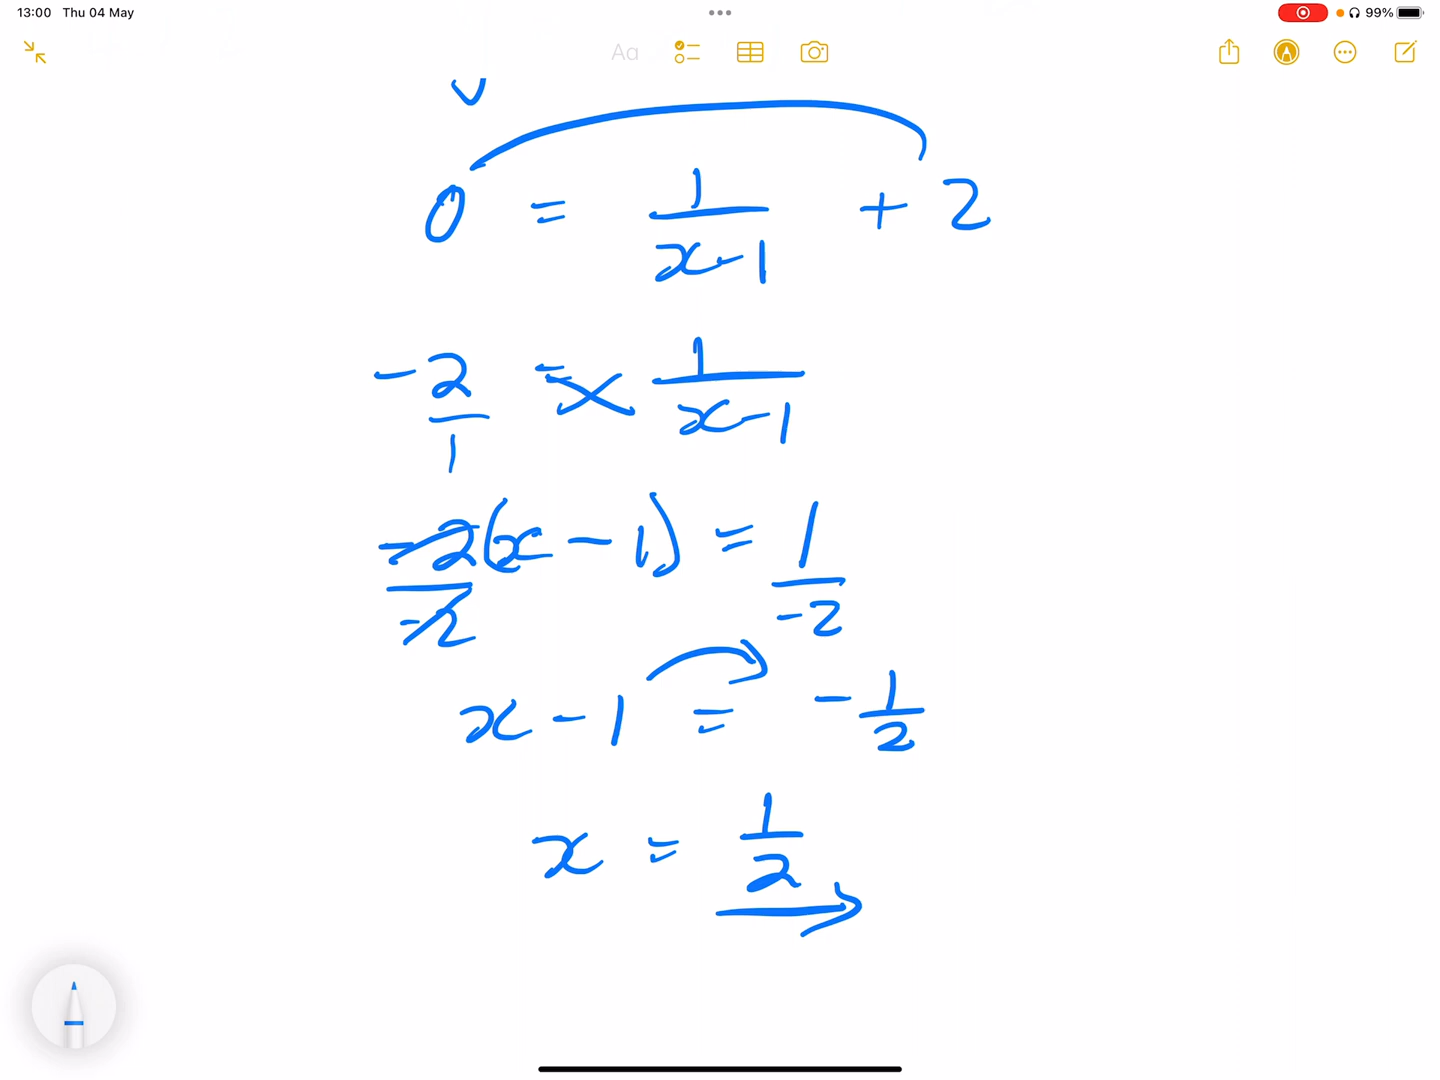 13:00 Thu 04 May 99%
Aa
0 = 1/(x-1) + 2
-2/1 = 1/(x-1)
-2(x-1)/-2 = 1/-2
x-1 = -1/2
x = 1/2